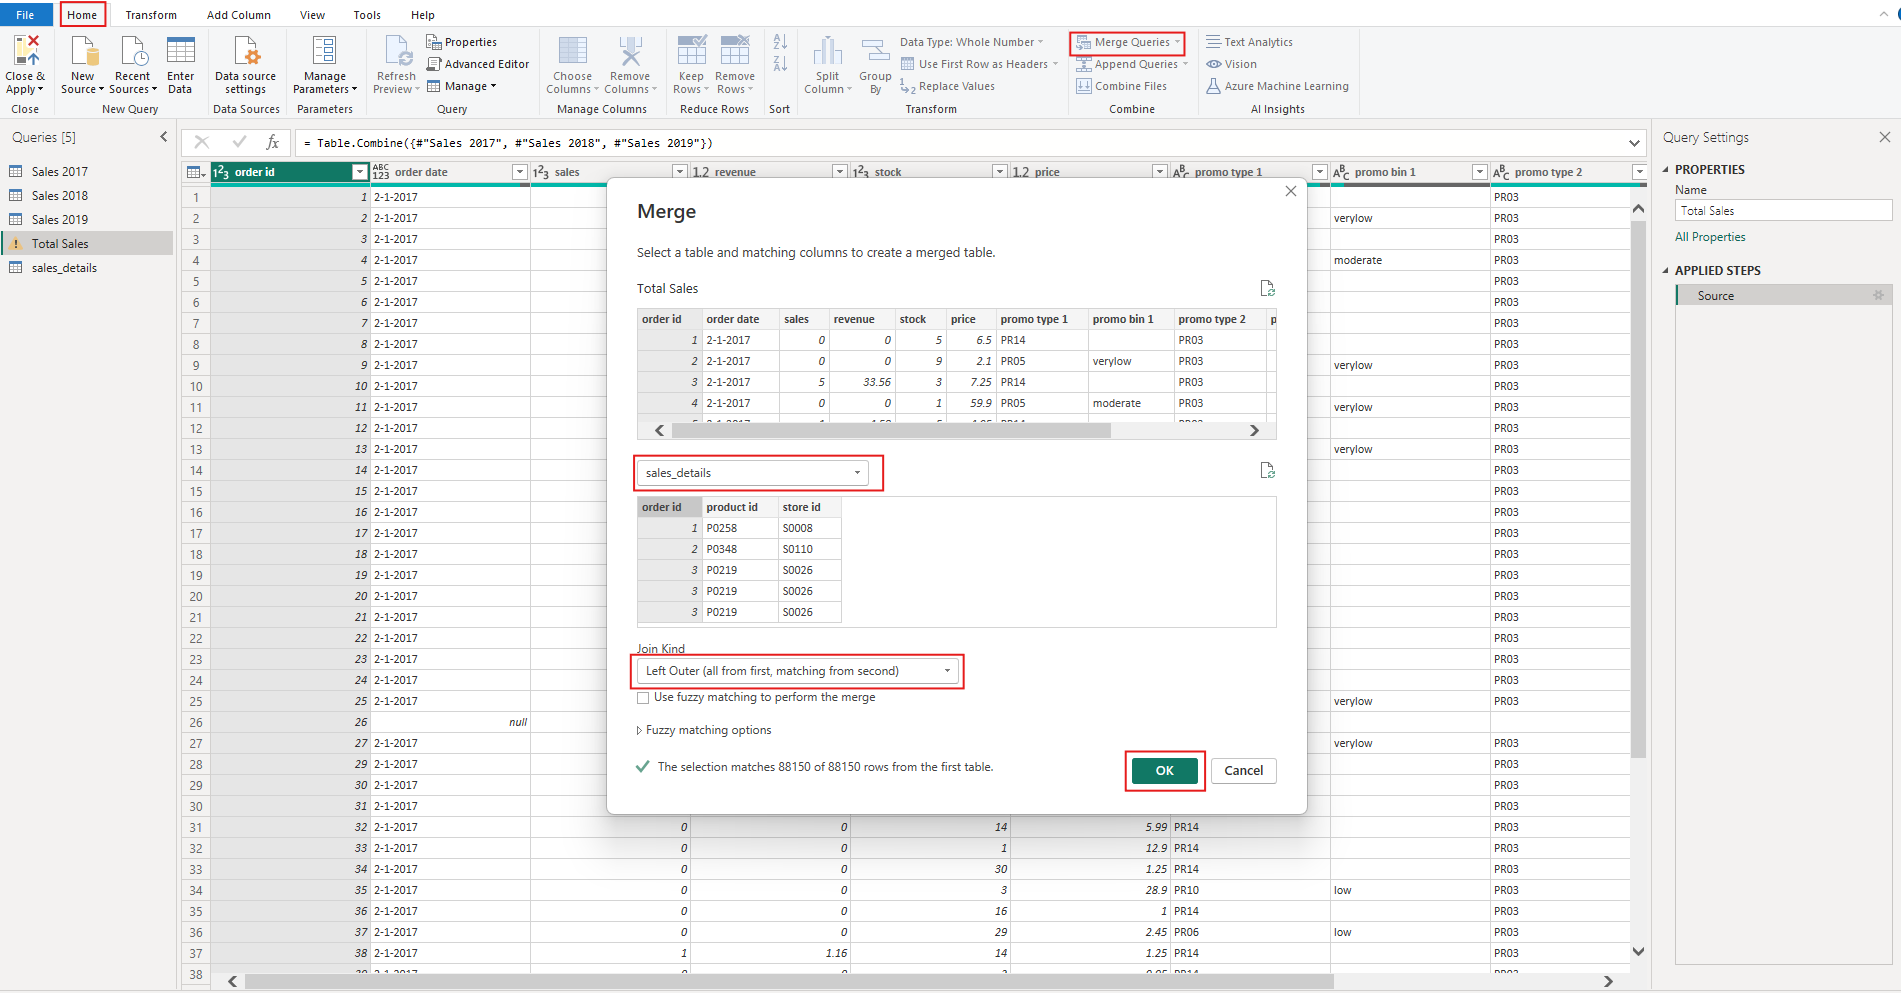 File Home Transform Add Column View Tools Help
Close & Apply New Source Recent Sources Enter Data Data source settings Manage Parameters Refresh Preview Properties Advanced Editor Manage Choose Columns Remove Columns Keep Rows Remove Rows Split Column Group By Data Type: Whole Number Use First Row as Headers Replace Values Merge Queries Append Queries Combine Files Text Analytics Vision Azure Machine Learning
Close New Query Data Sources Parameters Query Manage Columns Reduce Rows Sort Transform Combine AI Insights
Queries [5]
Sales 2017
Sales 2018
Sales 2019
Total Sales
sales_details
= Table.Combine({#"Sales 2017", #"Sales 2018", #"Sales 2019"})
order id order date sales revenue stock price promo type 1 promo bin 1 promo type 2
1 1 2-1-2017 PR03
2 2 2-1-2017 verylow PR03
3 3 2-1-2017 PR03
4 4 2-1-2017 moderate PR03
5 5 2-1-2017 PR03
6 6 2-1-2017 PR03
7 7 2-1-2017 PR03
8 8 2-1-2017 PR03
9 9 2-1-2017 verylow PR03
10 10 2-1-2017 PR03
11 11 2-1-2017 verylow PR03
12 12 2-1-2017 PR03
13 13 2-1-2017 verylow PR03
14 14 2-1-2017 PR03
15 15 2-1-2017 PR03
16 16 2-1-2017 PR03
17 17 2-1-2017 PR03
18 18 2-1-2017 PR03
19 19 2-1-2017 PR03
20 20 2-1-2017 PR03
21 21 2-1-2017 PR03
22 22 2-1-2017 PR03
23 23 2-1-2017 PR03
24 24 2-1-2017 PR03
25 25 2-1-2017 verylow PR03
26 26 null
27 27 2-1-2017 verylow PR03
28 29 2-1-2017 PR03
29 30 2-1-2017 PR03
30 31 2-1-2017 PR03
31 32 2-1-2017 0 0 14 5.99 PR14 PR03
32 33 2-1-2017 0 0 1 12.9 PR14 PR03
33 34 2-1-2017 0 0 30 1.25 PR14 PR03
34 35 2-1-2017 0 0 3 28.9 PR10 low PR03
35 36 2-1-2017 0 0 16 1 PR14 PR03
36 37 2-1-2017 0 0 29 2.45 PR06 low PR03
37 38 2-1-2017 1 1.16 14 1.25 PR14 PR03
38
Merge
Select a table and matching columns to create a merged table.
Total Sales
order id order date sales revenue stock price promo type 1 promo bin 1 promo type 2 p
1 2-1-2017 0 0 5 6.5 PR14 PR03
2 2-1-2017 0 0 9 2.1 PR05 verylow PR03
3 2-1-2017 5 33.56 3 7.25 PR14 PR03
4 2-1-2017 0 0 1 59.9 PR05 moderate PR03
sales_details
order id product id store id
1 P0258 S0008
2 P0348 S0110
3 P0219 S0026
3 P0219 S0026
3 P0219 S0026
Join Kind
Left Outer (all from first, matching from second)
Use fuzzy matching to perform the merge
Fuzzy matching options
The selection matches 88150 of 88150 rows from the first table.
OK Cancel
Query Settings
PROPERTIES
Name
Total Sales
All Properties
APPLIED STEPS
Source